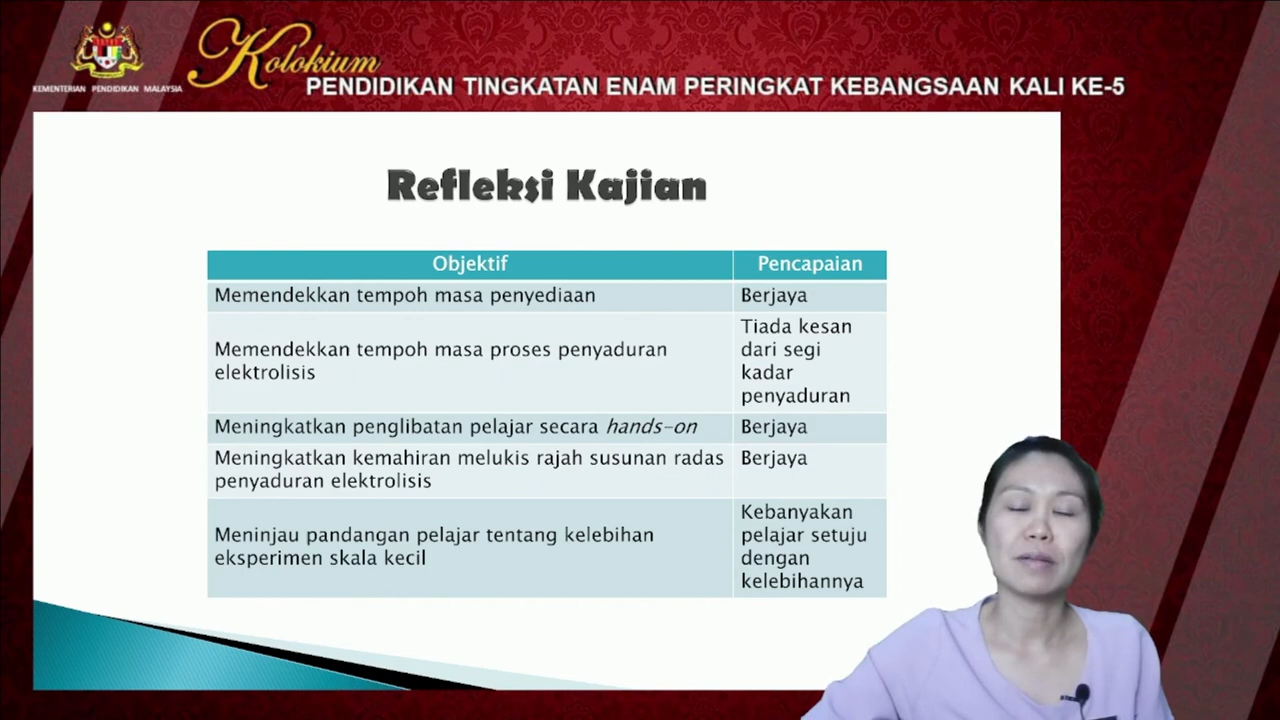 Kolokium
KEMENTERIAN PENDIDIKAN MALAYSIA
PENDIDIKAN TINGKATAN ENAM PERINGKAT KEBANGSAAN KALI KE-5
Refleksi Kajian
Objektif
Pencapaian
Memendekkan tempoh masa penyediaan
Berjaya
Memendekkan tempoh masa proses penyaduran
elektrolisis
Tiada kesan
dari segi
kadar
penyaduran
Meningkatkan penglibatan pelajar secara hands-on
Berjaya
Meningkatkan kemahiran melukis rajah susunan radas
penyaduran elektrolisis
Berjaya
Meninjau pandangan pelajar tentang kelebihan
eksperimen skala kecil
Kebanyakan
pelajar setuju
dengan
kelebihannya